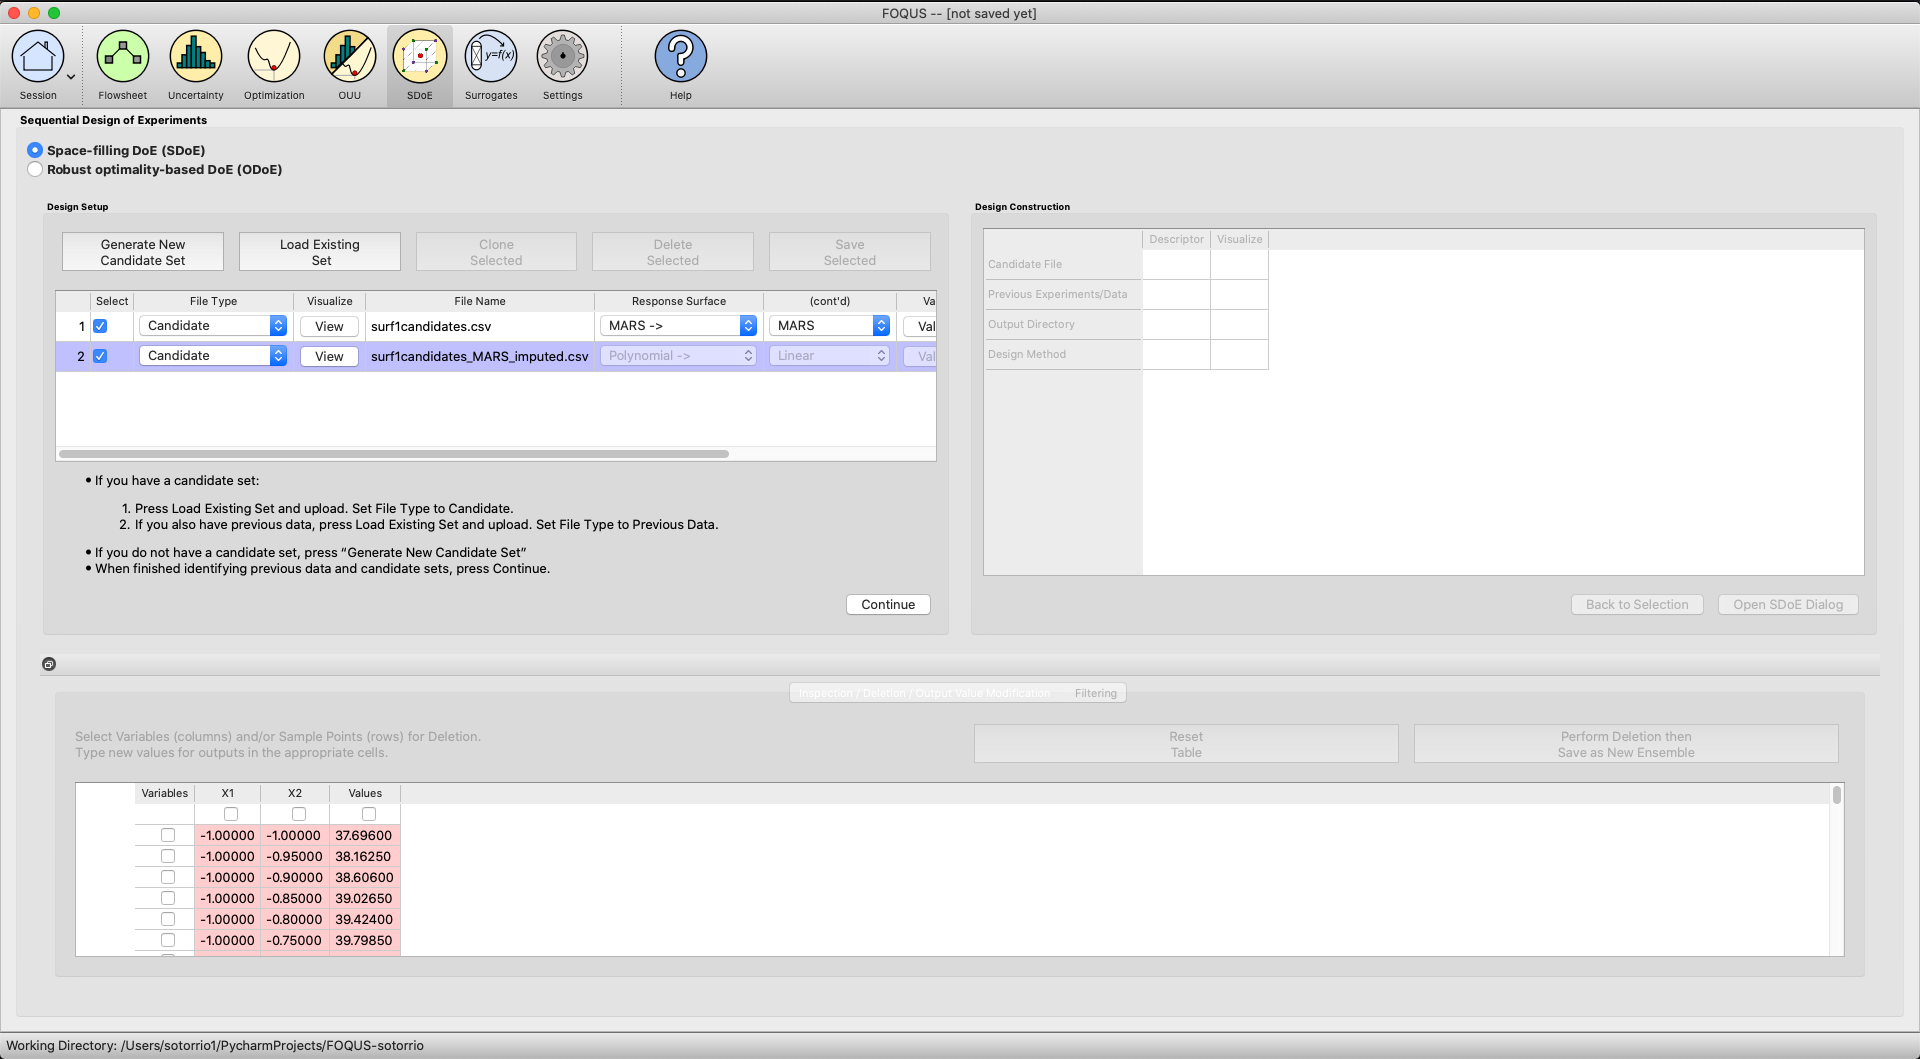 FOQUS -- [not saved yet]
Session
Flowsheet
Uncertainty
Optimization
OUU
SDoE
y=f(x)
Surrogates
Settings
Help
Sequential Design of Experiments
Space-filling DoE (SDoE)
Robust optimality-based DoE (ODoE)
Design Setup
Generate New
Candidate Set
Load Existing
Set
Clone
Selected
Delete
Selected
Save
Selected
Select File Type Visualize File Name Response Surface (cont'd) Va
1 Candidate View surf1candidates.csv MARS -> MARS Val
2 Candidate View surf1candidates_MARS_imputed.csv Polynomial -> Linear Val
• If you have a candidate set:
1. Press Load Existing Set and upload. Set File Type to Candidate.
2. If you also have previous data, press Load Existing Set and upload. Set File Type to Previous Data.
• If you do not have a candidate set, press “Generate New Candidate Set”
• When finished identifying previous data and candidate sets, press Continue.
Continue
Design Construction
Descriptor Visualize
Candidate File
Previous Experiments/Data
Output Directory
Design Method
Back to Selection
Open SDoE Dialog
Inspection / Deletion / Output Value Modification Filtering
Select Variables (columns) and/or Sample Points (rows) for Deletion.
Type new values for outputs in the appropriate cells.
Reset
Table
Perform Deletion then
Save as New Ensemble
Variables X1 X2 Values
-1.00000 -1.00000 37.69600
-1.00000 -0.95000 38.16250
-1.00000 -0.90000 38.60600
-1.00000 -0.85000 39.02650
-1.00000 -0.80000 39.42400
-1.00000 -0.75000 39.79850
Working Directory: /Users/sotorrio1/PycharmProjects/FOQUS-sotorrio